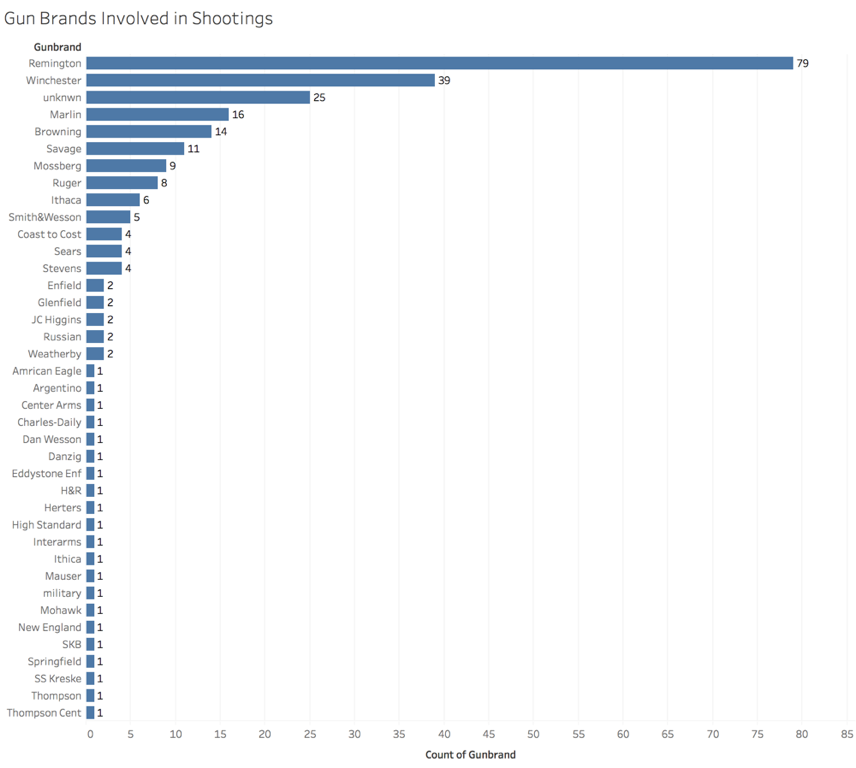 Gun Brands Involved in Shootings
Gunbrand
Remington 79
Winchester 39
unknwn 25
Marlin 16
Browning 14
Savage 11
Mossberg 9
Ruger 8
Ithaca 6
Smith&Wesson 5
Coast to Cost 4
Sears 4
Stevens 4
Enfield 2
Glenfield 2
JC Higgins 2
Russian 2
Weatherby 2
Amrican Eagle 1
Argentino 1
Center Arms 1
Charles-Daily 1
Dan Wesson 1
Danzig 1
Eddystone Enf 1
H&R 1
Herters 1
High Standard 1
Interarms 1
Ithica 1
Mauser 1
military 1
Mohawk 1
New England 1
SKB 1
Springfield 1
SS Kreske 1
Thompson 1
Thompson Cent 1
0 5 10 15 20 25 30 35 40 45 50 55 60 65 70 75 80 85
Count of Gunbrand